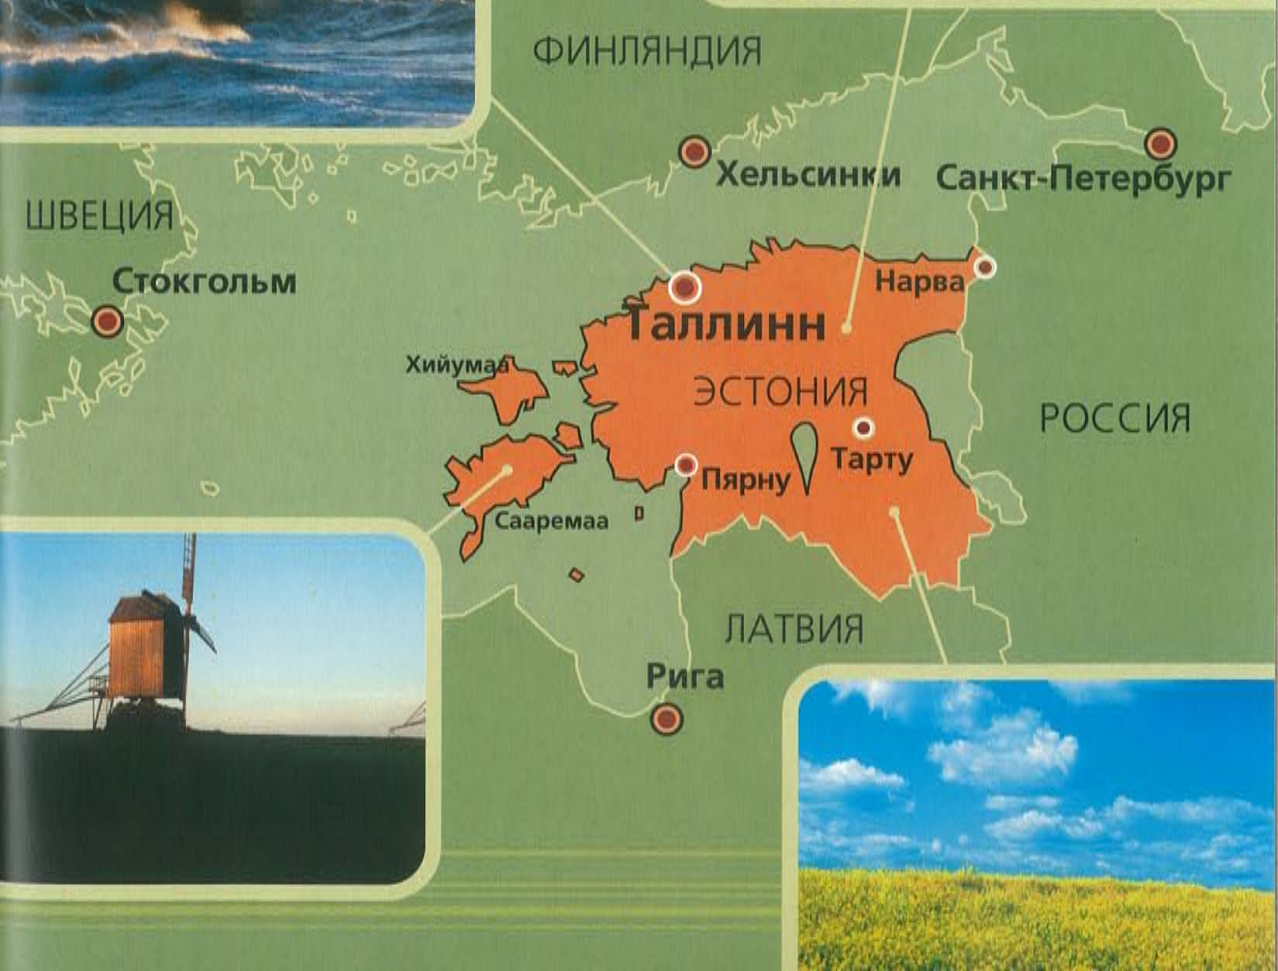 ФИНЛЯНДИЯ
Хельсинки
Санкт-Петербург
ШВЕЦИЯ
Стокгольм
Нарва
Таллинн
Хийумаа
ЭСТОНИЯ
РОССИЯ
Тарту
Пярну
Сааремаа
ЛАТВИЯ
Рига